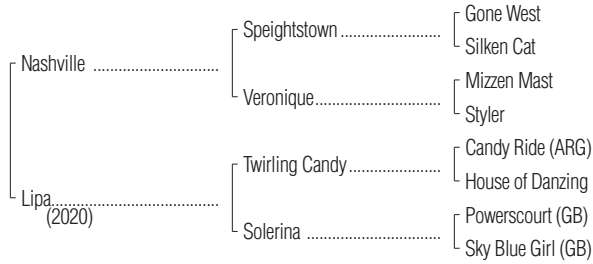 Gone West
Speightstown
Silken Cat
Nashville
Mizzen Mast
Veronique
Styler
Candy Ride (ARG)
Twirling Candy
House of Danzing
Lipa
(2020)
Powerscourt (GB)
Solerina
Sky Blue Girl (GB)